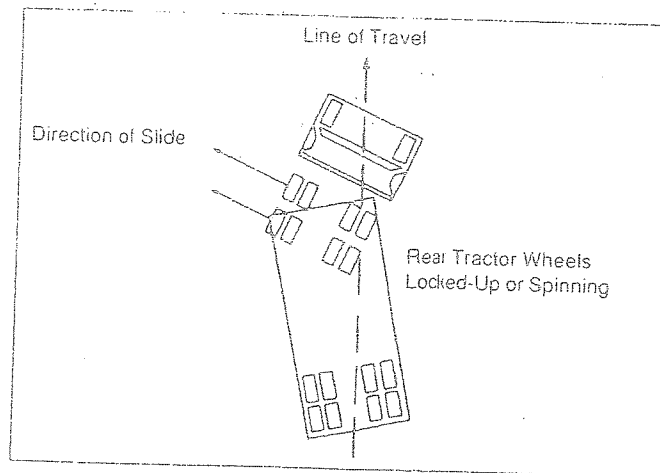 Line of Travel
Direction of Slide
Rear Tractor Wheels
Locked-Up or Spinning